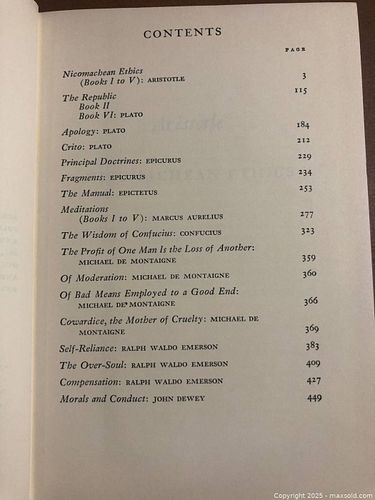 CONTENTS
PAGE
Nicomachean Ethics
(Books I to V): ARISTOTLE 3
The Republic 115
Book II
Book VI: PLATO
Apology: PLATO 184
Crito: PLATO 212
Principal Doctrines: EPICURUS 229
Fragments: EPICURUS 234
The Manual: EPICTETUS 253
Meditations
(Books I to V): MARCUS AURELIUS 277
The Wisdom of Confucius: CONFUCIUS 323
The Profit of One Man Is the Loss of Another:
MICHAEL DE MONTAIGNE 359
Of Moderation: MICHAEL DE MONTAIGNE 360
Of Bad Means Employed to a Good End:
MICHAEL DE MONTAIGNE 366
Cowardice, the Mother of Cruelty: MICHAEL DE
MONTAIGNE 369
Self-Reliance: RALPH WALDO EMERSON 383
The Over-Soul: RALPH WALDO EMERSON 409
Compensation: RALPH WALDO EMERSON 427
Morals and Conduct: JOHN DEWEY 449
Copyright 2025 - maxsold.com